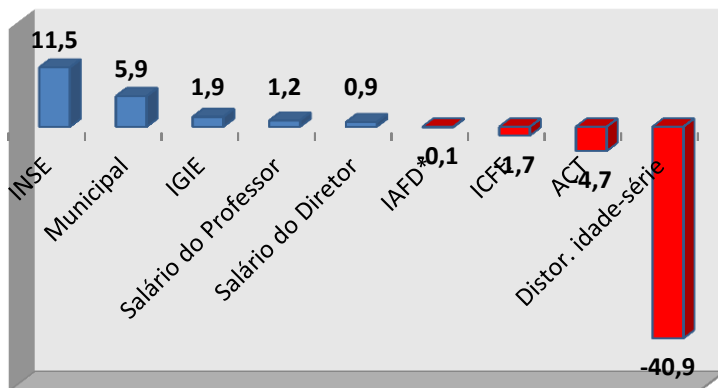 11,5
5,9
1,9
1,2
0,9
-0,1
-1,7
-4,7
-40,9
INSE
Municipal
IGIE
Salário do Professor
Salário do Diretor
IAFD*
ICFE
ACT
Distor. idade-série